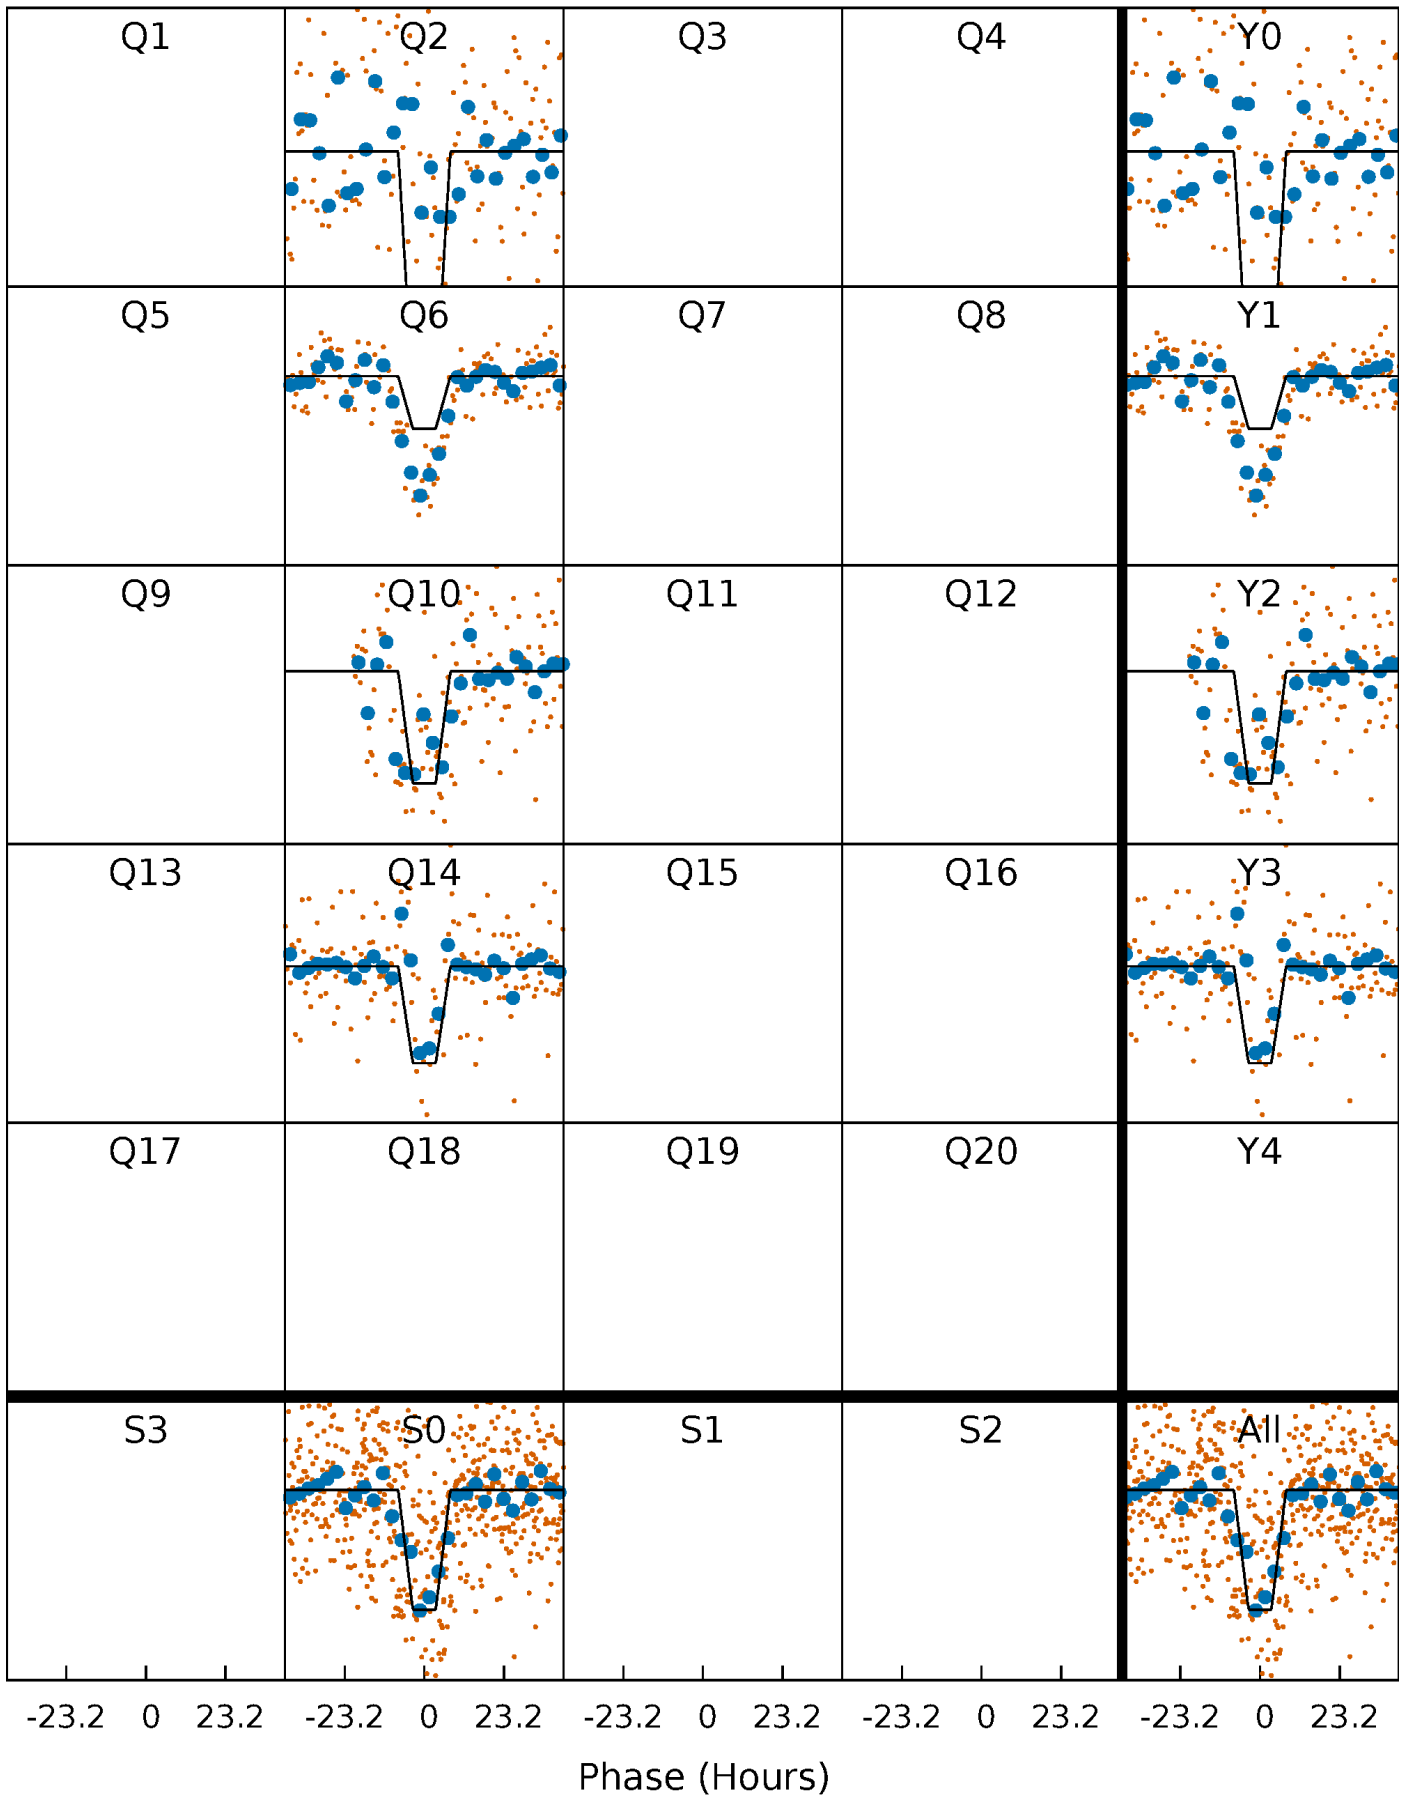 Q1 Q2 Q3 Q4 Y0
Q5 Q6 Q7 Q8 Y1
Q9 Q10 Q11 Q12 Y2
Q13 Q14 Q15 Q16 Y3
Q17 Q18 Q19 Q20 Y4
S3 S0 S1 S2 All
-23.2 0 23.2 -23.2 0 23.2 -23.2 0 23.2 -23.2 0 23.2 -23.2 0 23.2
Phase (Hours)